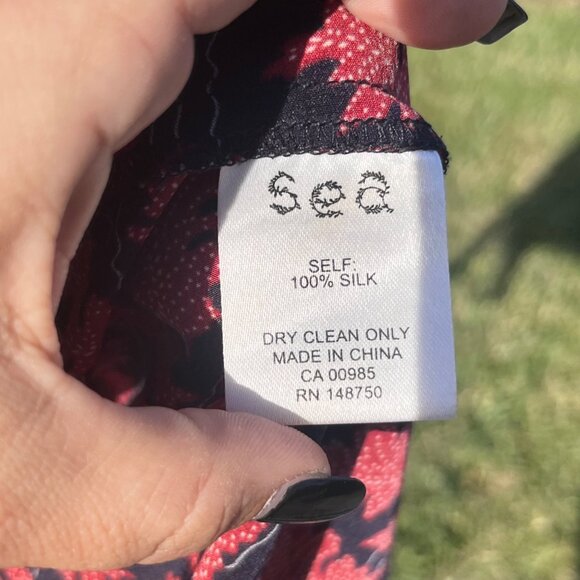 sea
SELF:
100% SILK
DRY CLEAN ONLY
MADE IN CHINA
CA 00985
RN 148750